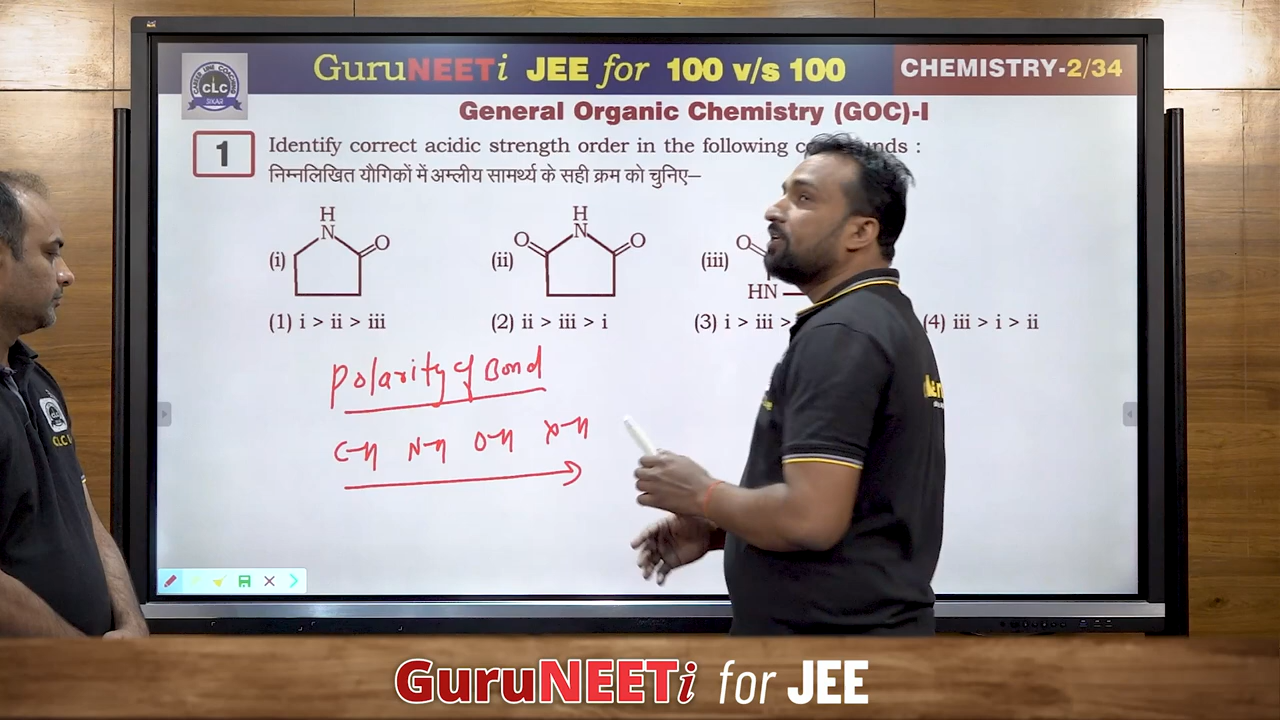 GuruNEETi JEE for 100 v/s 100
CHEMISTRY-2/34
CLC
SIKAR
General Organic Chemistry (GOC)-I
1
Identify correct acidic strength order in the following :
निम्नलिखित यौगिकों में अम्लीय सामर्थ्य के सही क्रम को चुनिए–
(i) H N O
(ii) O H N O
(iii) O HN
(1) i > ii > iii
(2) ii > iii > i
(3) i > iii >
(4) iii > i > ii
Polarity of Bond
C-H N-H O-H X-H
CLC
GuruNEETi for JEE